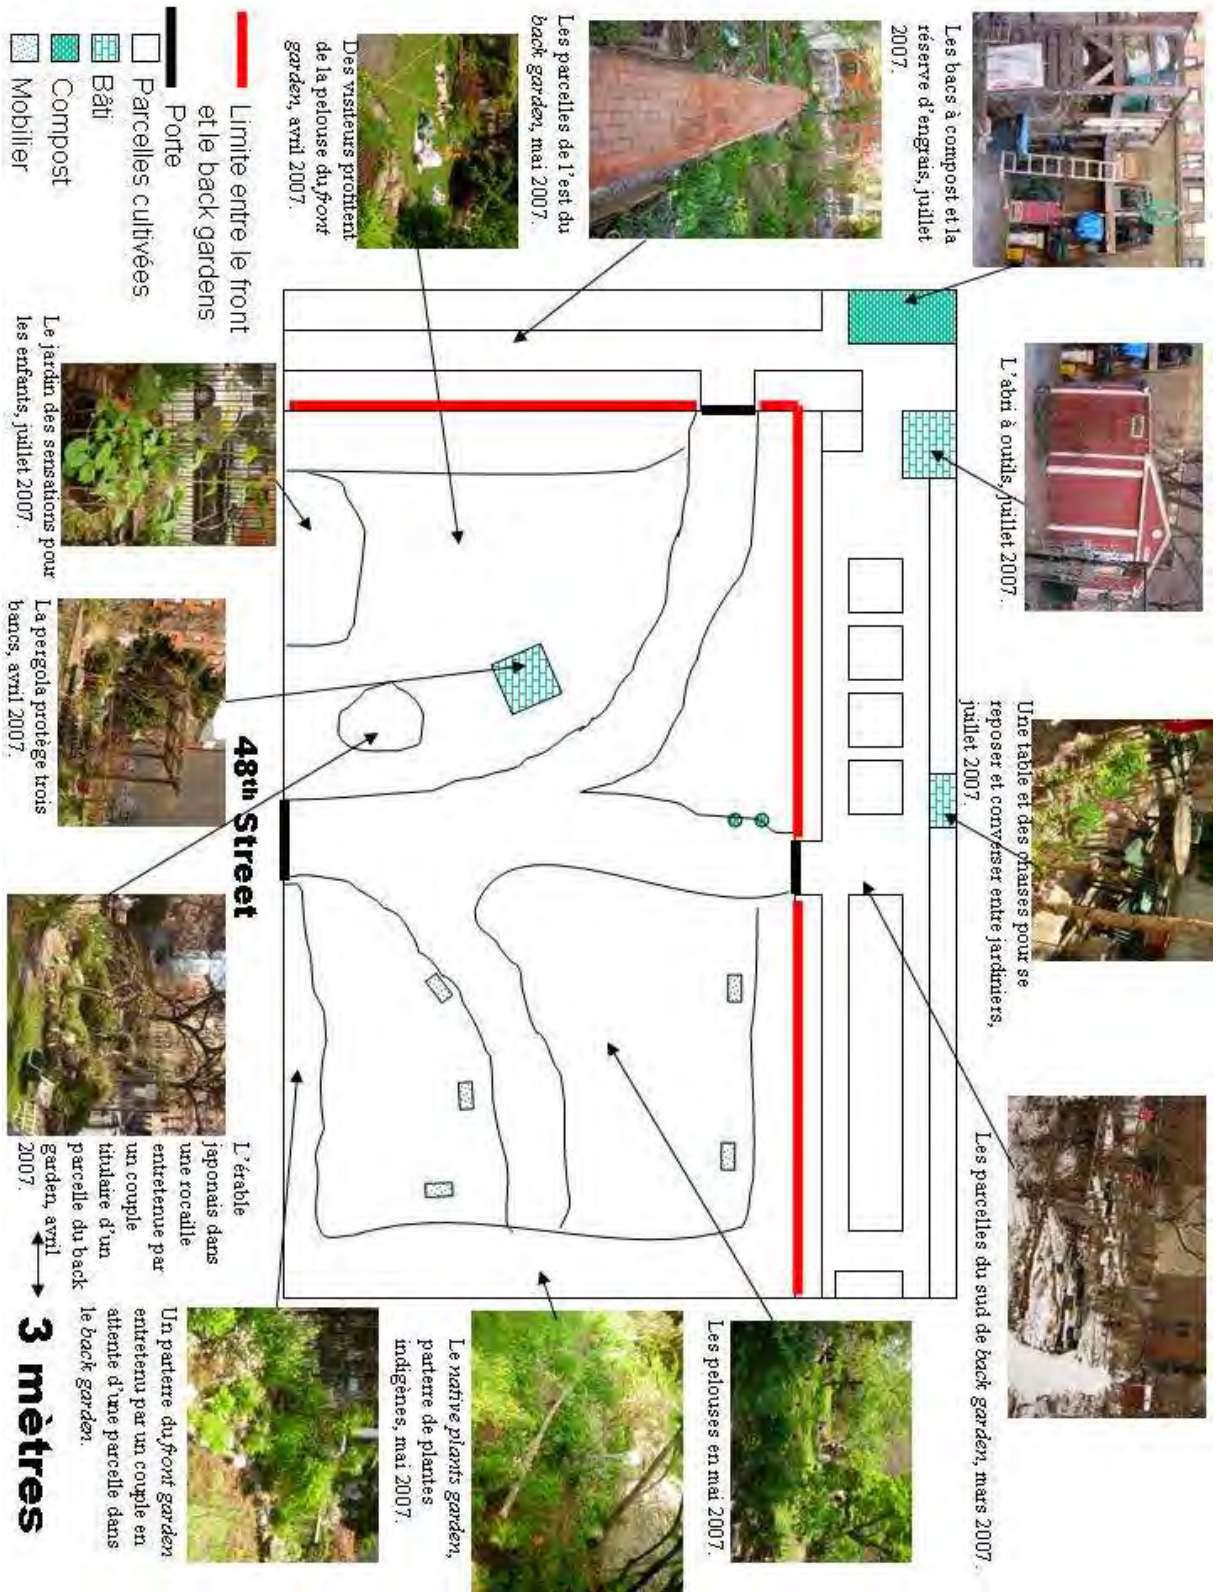 Les bacs à compost et la
réserve d'engrais, juillet
2007.
L'abri à outils, juillet 2007.
Une table et des chaises pour se
reposer et converser entre jardiniers,
juillet 2007.
Les parcelles du sud de back garden, mars 2007.
Les parcelles de l'est du
back garden, mai 2007.
Les pelouses en mai 2007.
Des visiteurs profitent
de la pelouse du front
garden, avril 2007.
Le native plants garden,
parterre de plantes
indigènes, mai 2007.
48th Street
Limite entre le front
et le back gardens
Porte
Parcelles cultivées
Bâti
Compost
Mobilier
Le jardin des sensations pour
les enfants, juillet 2007.
La pergola protège trois
bancs, avril 2007.
L'érable
japonais dans
une rocaille
entretenue par
un couple
titulaire d'un
parcelle du back
garden, avril
2007.
Un parterre du front garden
entretenu par un couple en
attente d'une parcelle dans
le back garden.
3 mètres